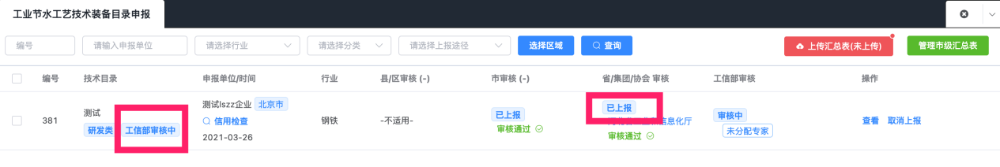 工业节水工艺技术装备目录申报
编号 请输入申报单位 请选择行业 请选择分类 请选择上报途径 选择区域 查询 上传汇总表(未上传) 管理市级汇总表
编号 技术目录 申报单位/时间 行业 县/区审核 (-) 市审核 (-) 省/集团/协会 审核 工信部审核 操作
381
测试
研发类 工信部审核中
测试lszz企业 北京市
信用检查
2021-03-26
钢铁
-不适用-
已上报
审核通过
已上报
信息化厅
审核通过
审核中
未分配专家
查看 取消上报